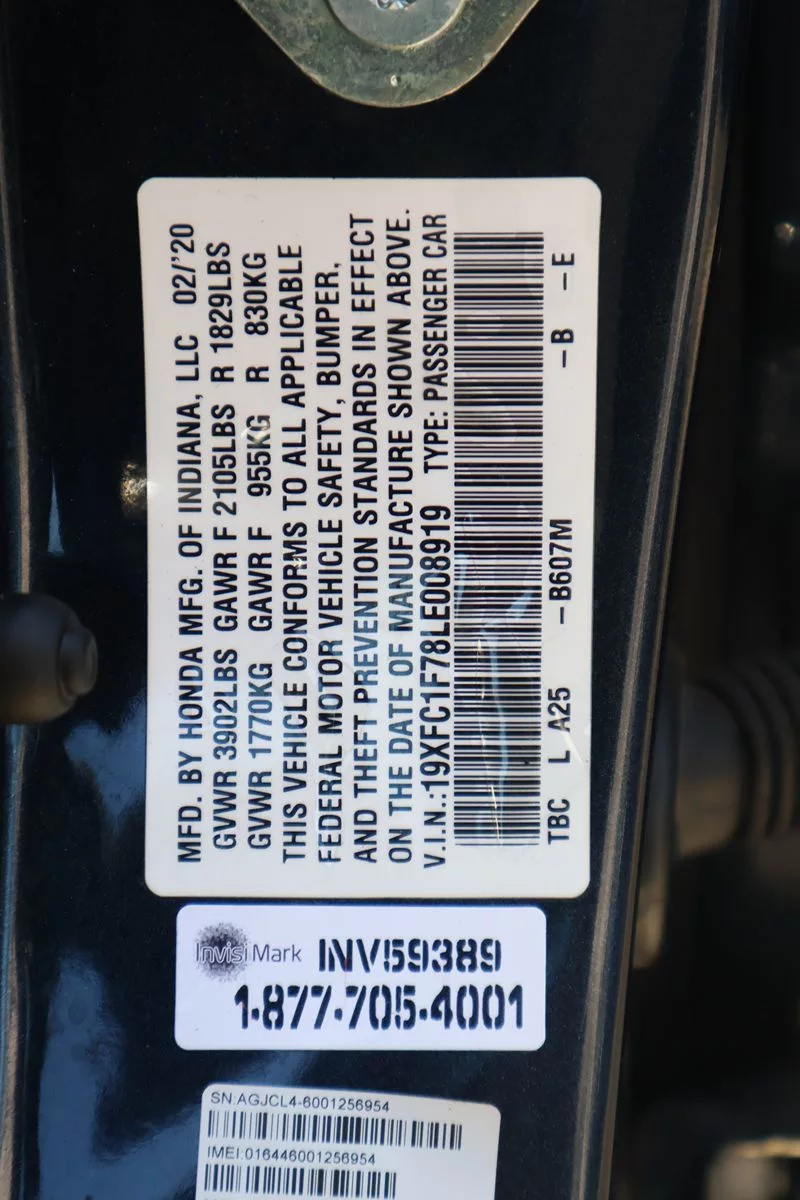 MFD. BY HONDA MFG. OF INDIANA, LLC 02/'20
GVWR 3902LBS GAWR F 2105LBS R 1829LBS
GVWR 1770KG GAWR F 955KG R 830KG
THIS VEHICLE CONFORMS TO ALL APPLICABLE
FEDERAL MOTOR VEHICLE SAFETY, BUMPER,
AND THEFT PREVENTION STANDARDS IN EFFECT
ON THE DATE OF MANUFACTURE SHOWN ABOVE.
V.I.N.:19XFC1F78LE008919 TYPE: PASSENGER CAR
TBC L A25 -B607M -B -E
InvisiMark INV59389
1-877-705-4001
SN:AGJCL4-6001256954
IMEI:016446001256954